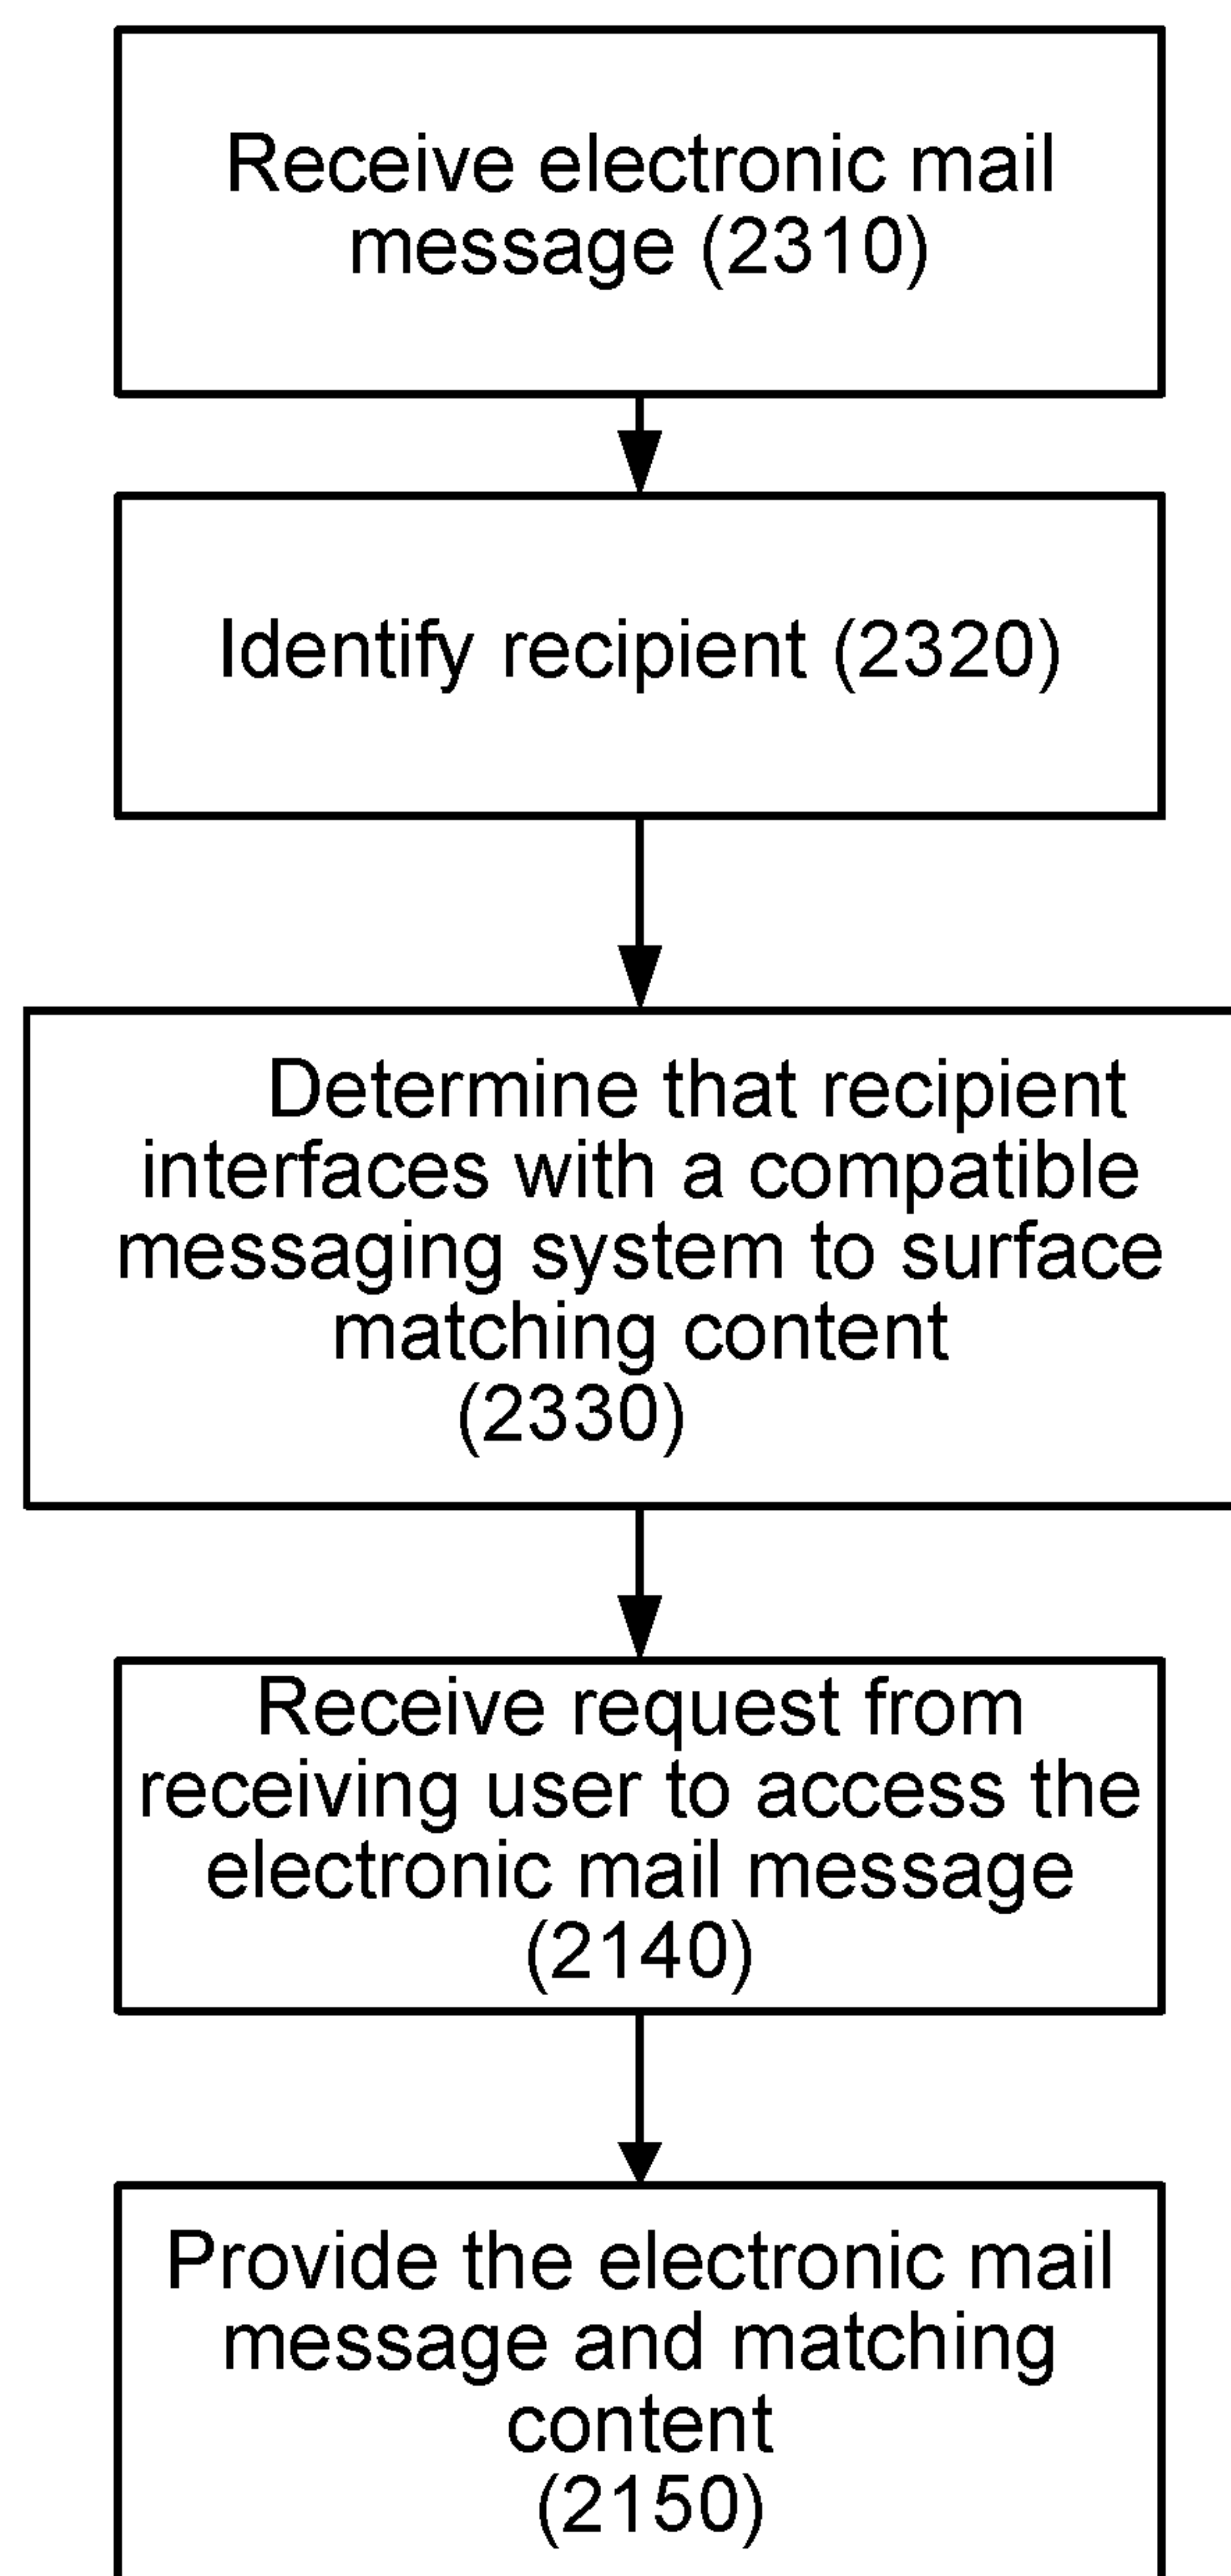 Receive electronic mail
message (2310)
Identify recipient (2320)
Determine that recipient
interfaces with a compatible
messaging system to surface
matching content
(2330)
Receive request from
receiving user to access the
electronic mail message
(2140)
Provide the electronic mail
message and matching
content
(2150)